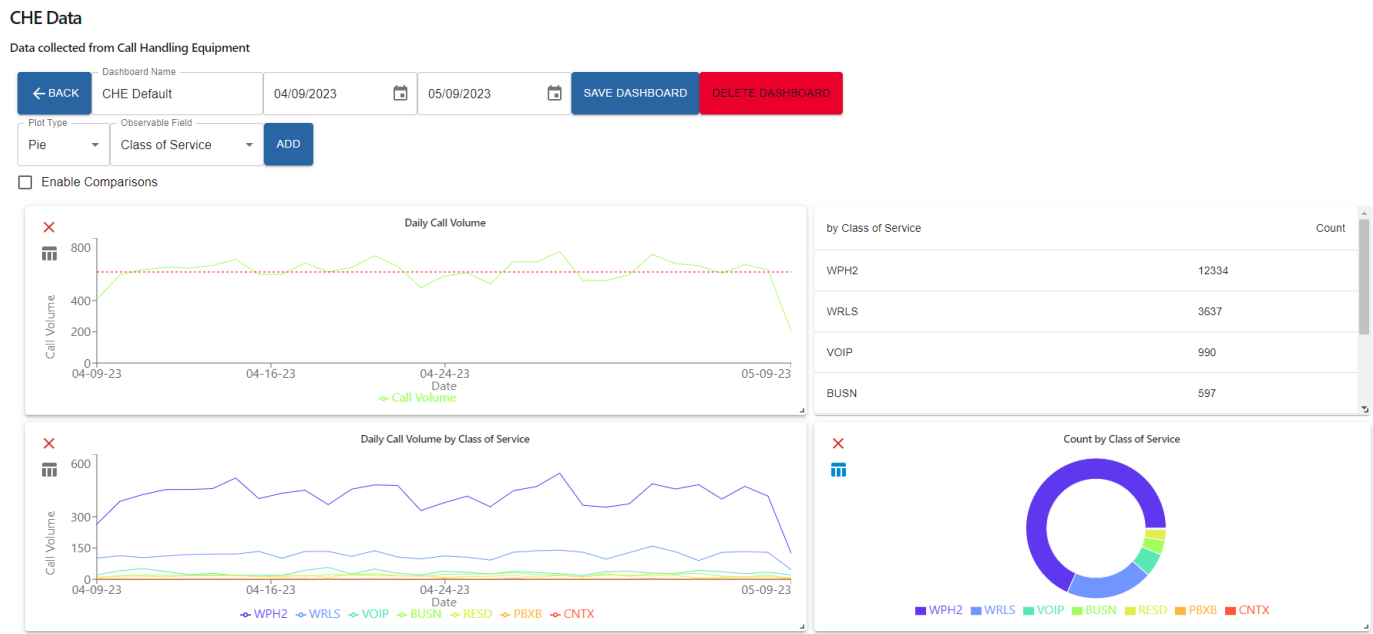 CHE Data
Data collected from Call Handling Equipment
BACK
Dashboard Name
CHE Default
04/09/2023
05/09/2023
SAVE DASHBOARD
DELETE DASHBOARD
Plot Type
Pie
Observable Field
Class of Service
ADD
Enable Comparisons
Daily Call Volume
800
400
200
0
Call Volume
04-09-23 04-16-23 04-24-23 05-09-23
Date
Call Volume
by Class of Service Count
WPH2 12334
WRLS 3637
VOIP 990
BUSN 597
Daily Call Volume by Class of Service
600
300
150
0
Call Volume
04-09-23 04-16-23 04-24-23 05-09-23
Date
WPH2 WRLS VOIP BUSN RESD PBXB CNTX
Count by Class of Service
WPH2 WRLS VOIP BUSN RESD PBXB CNTX